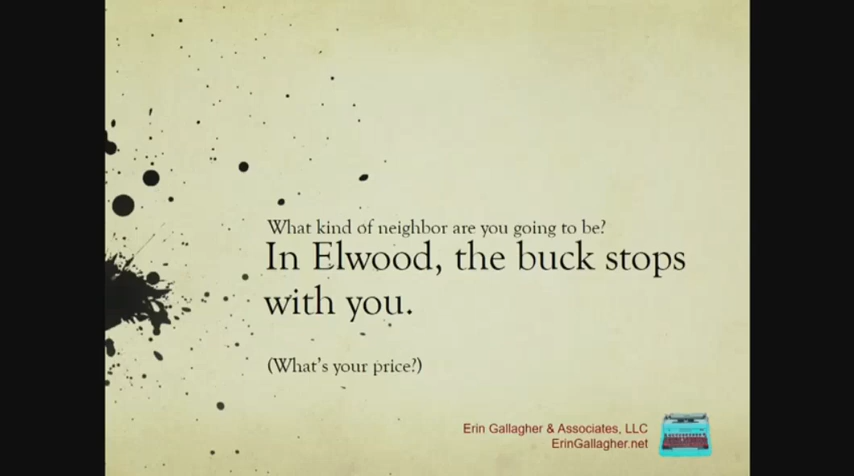 What kind of neighbor are you going to be?
In Elwood, the buck stops
with you.
(What's your price?)
Erin Gallagher & Associates, LLC
ErinGallagher.net